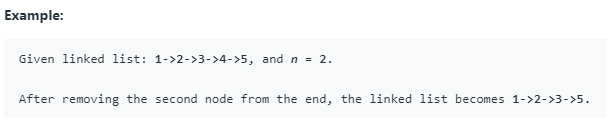 Example:
Given linked list: 1->2->3->4->5, and n = 2.
After removing the second node from the end, the linked list becomes 1->2->3->5.